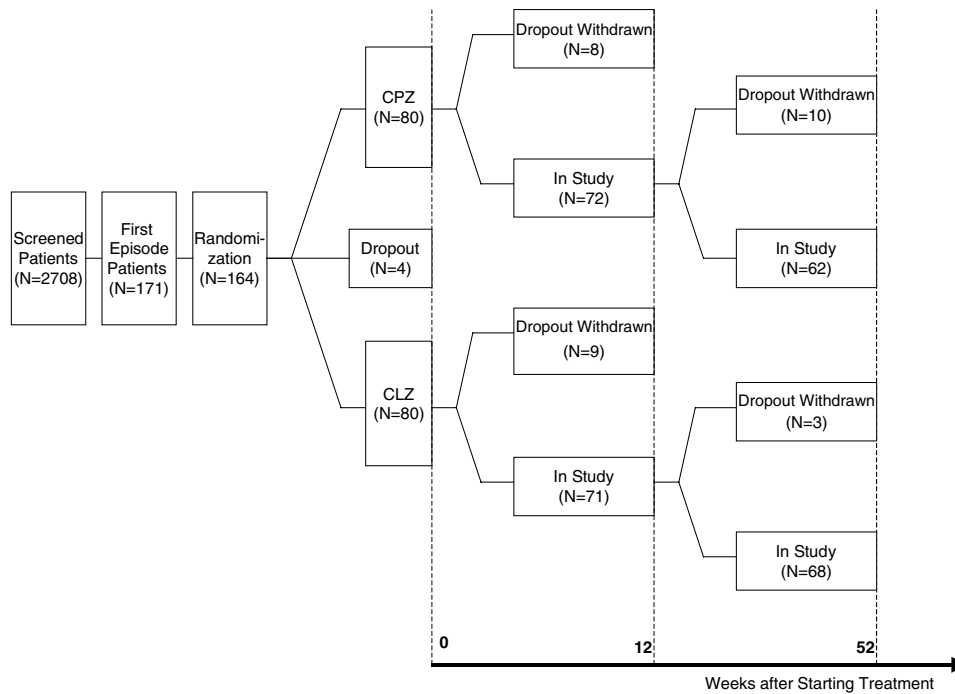 Screened
Patients
(N=2708)
First
Episode
Patients
(N=171)
Randomi-
zation
(N=164)
CPZ
(N=80)
Dropout
(N=4)
CLZ
(N=80)
Dropout Withdrawn
(N=8)
In Study
(N=72)
Dropout Withdrawn
(N=9)
In Study
(N=71)
Dropout Withdrawn
(N=10)
In Study
(N=62)
Dropout Withdrawn
(N=3)
In Study
(N=68)
0
12
52
Weeks after Starting Treatment